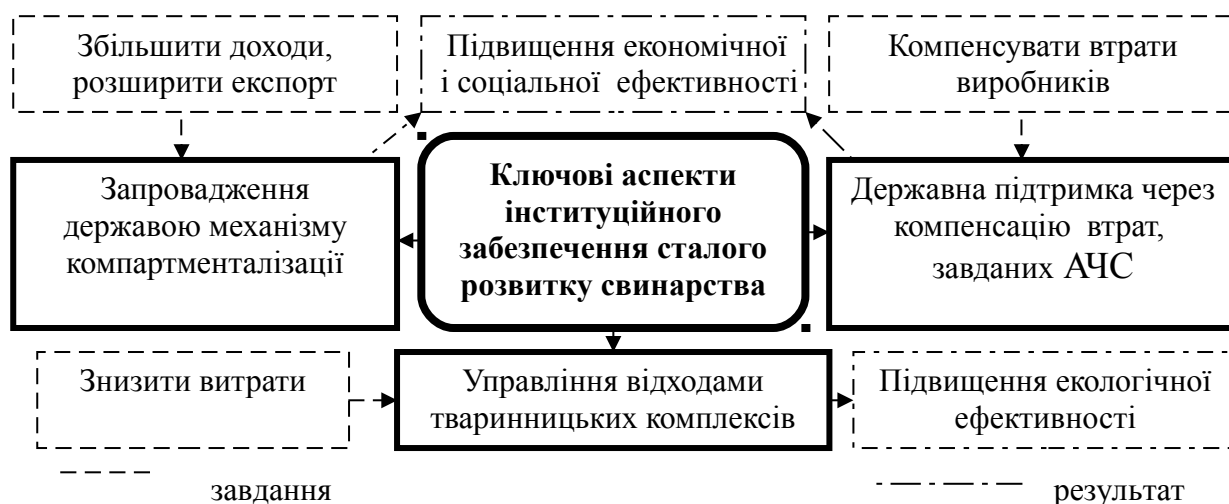 Збільшити доходи,
розширити експорт
Підвищення економічної
і соціальної ефективності
Компенсувати втрати
виробників
Запровадження
державою механізму
компартменталізації
Ключові аспекти
інституційного
забезпечення сталого
розвитку свинарства
Державна підтримка через
компенсацію втрат,
завданих АЧС
Знизити витрати
Управління відходами
тваринницьких комплексів
Підвищення екологічної
ефективності
завдання
результат